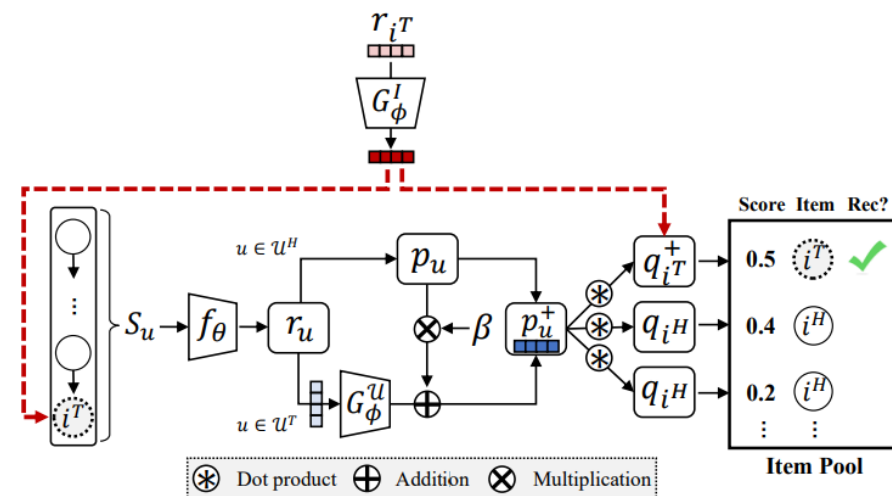 r_{i^T}
G_ϕ^I
Score Item Rec?
u ∈ 𝒰^H
p_u
q_{i^T}^+
0.5 i^T
⋮
S_u
f_θ
r_u
β
p_u^+
q_{i^H}
0.4 i^H
i^T
u ∈ 𝒰^T
G_ϕ^𝒰
q_{i^H}
0.2 i^H
⋮ ⋮
Item Pool
Dot product Addition Multiplication